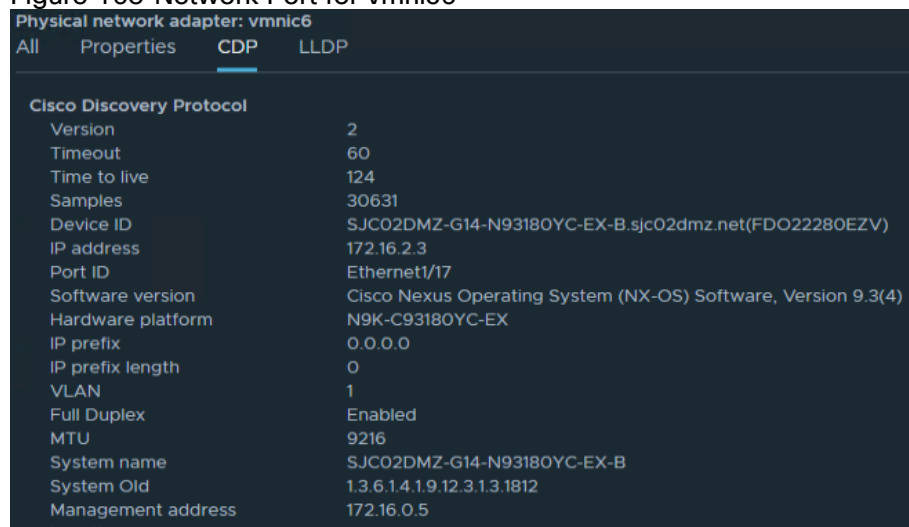 Physical network adapter: vmnic6
All Properties CDP LLDP
Cisco Discovery Protocol
Version 2
Timeout 60
Time to live 124
Samples 30631
Device ID SJC02DMZ-G14-N93180YC-EX-B.sjc02dmz.net(FDO22280EZV)
IP address 172.16.2.3
Port ID Ethernet1/17
Software version Cisco Nexus Operating System (NX-OS) Software, Version 9.3(4)
Hardware platform N9K-C93180YC-EX
IP prefix 0.0.0.0
IP prefix length 0
VLAN 1
Full Duplex Enabled
MTU 9216
System name SJC02DMZ-G14-N93180YC-EX-B
System OId 1.3.6.1.4.1.9.12.3.1.3.1812
Management address 172.16.0.5